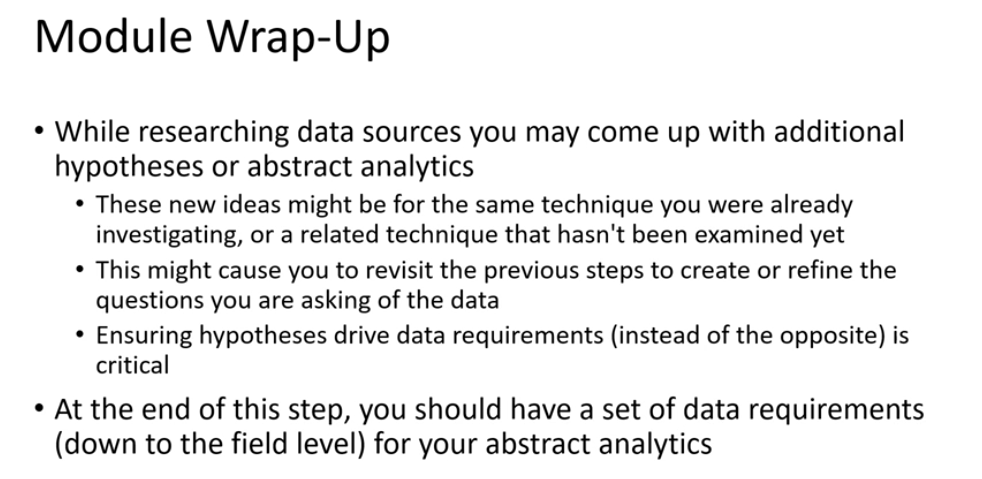 Module Wrap-Up
• While researching data sources you may come up with additional
hypotheses or abstract analytics
• These new ideas might be for the same technique you were already
investigating, or a related technique that hasn't been examined yet
• This might cause you to revisit the previous steps to create or refine the
questions you are asking of the data
• Ensuring hypotheses drive data requirements (instead of the opposite) is
critical
• At the end of this step, you should have a set of data requirements
(down to the field level) for your abstract analytics